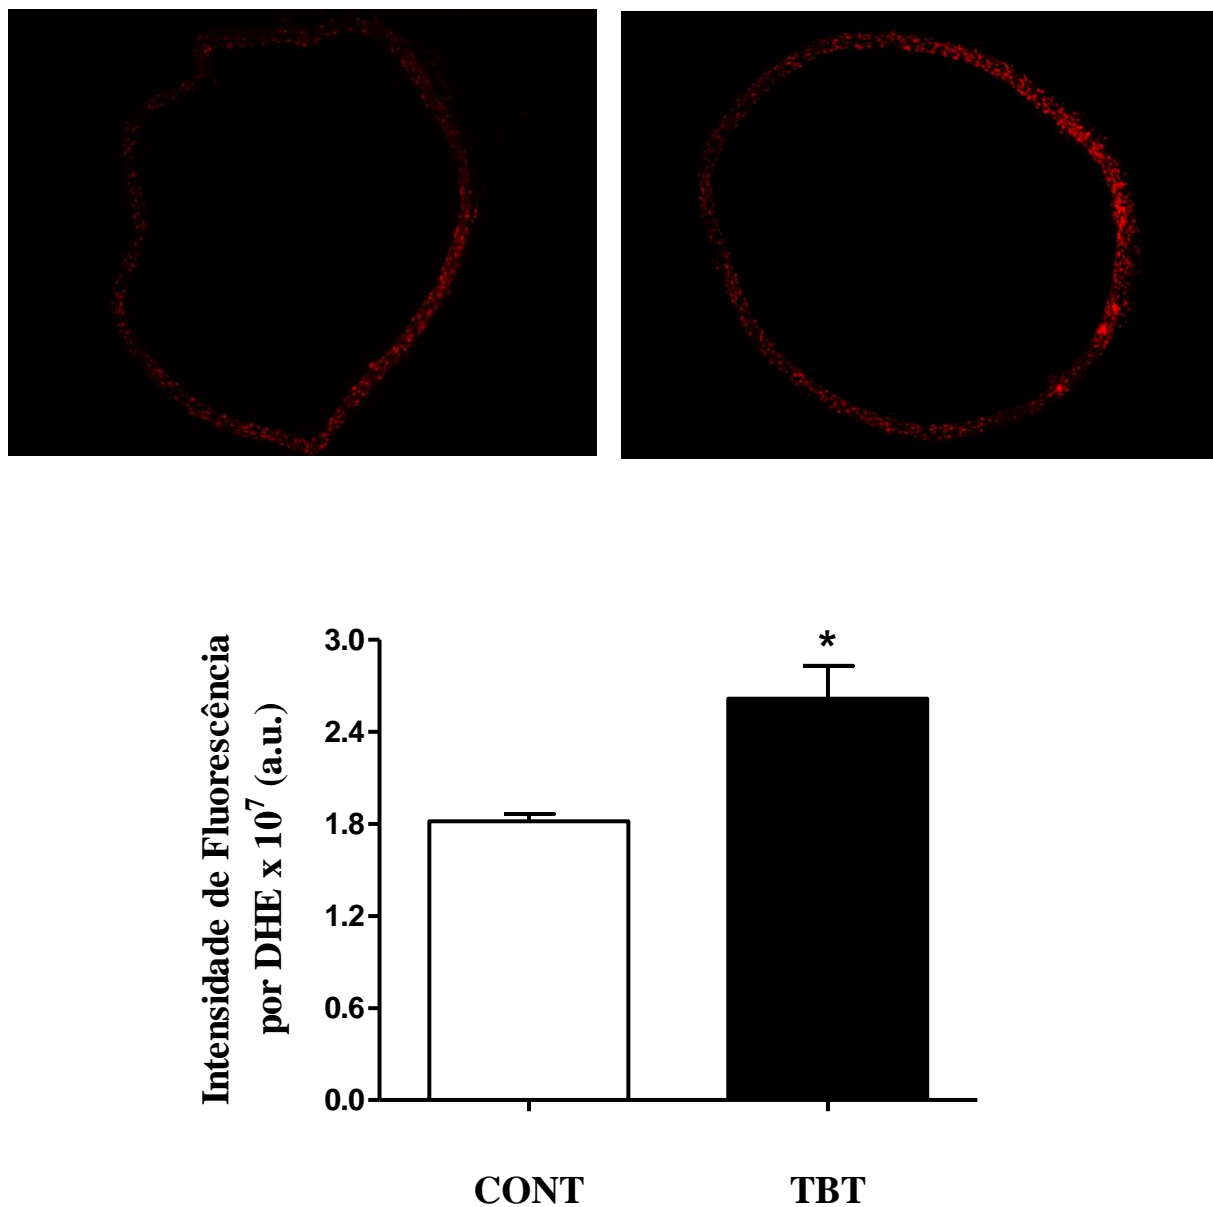 Intensidade de Fluorescência
por DHE x 10⁷ (a.u.)
3.0
2.4
1.8
1.2
0.6
0.0
*
CONT
TBT